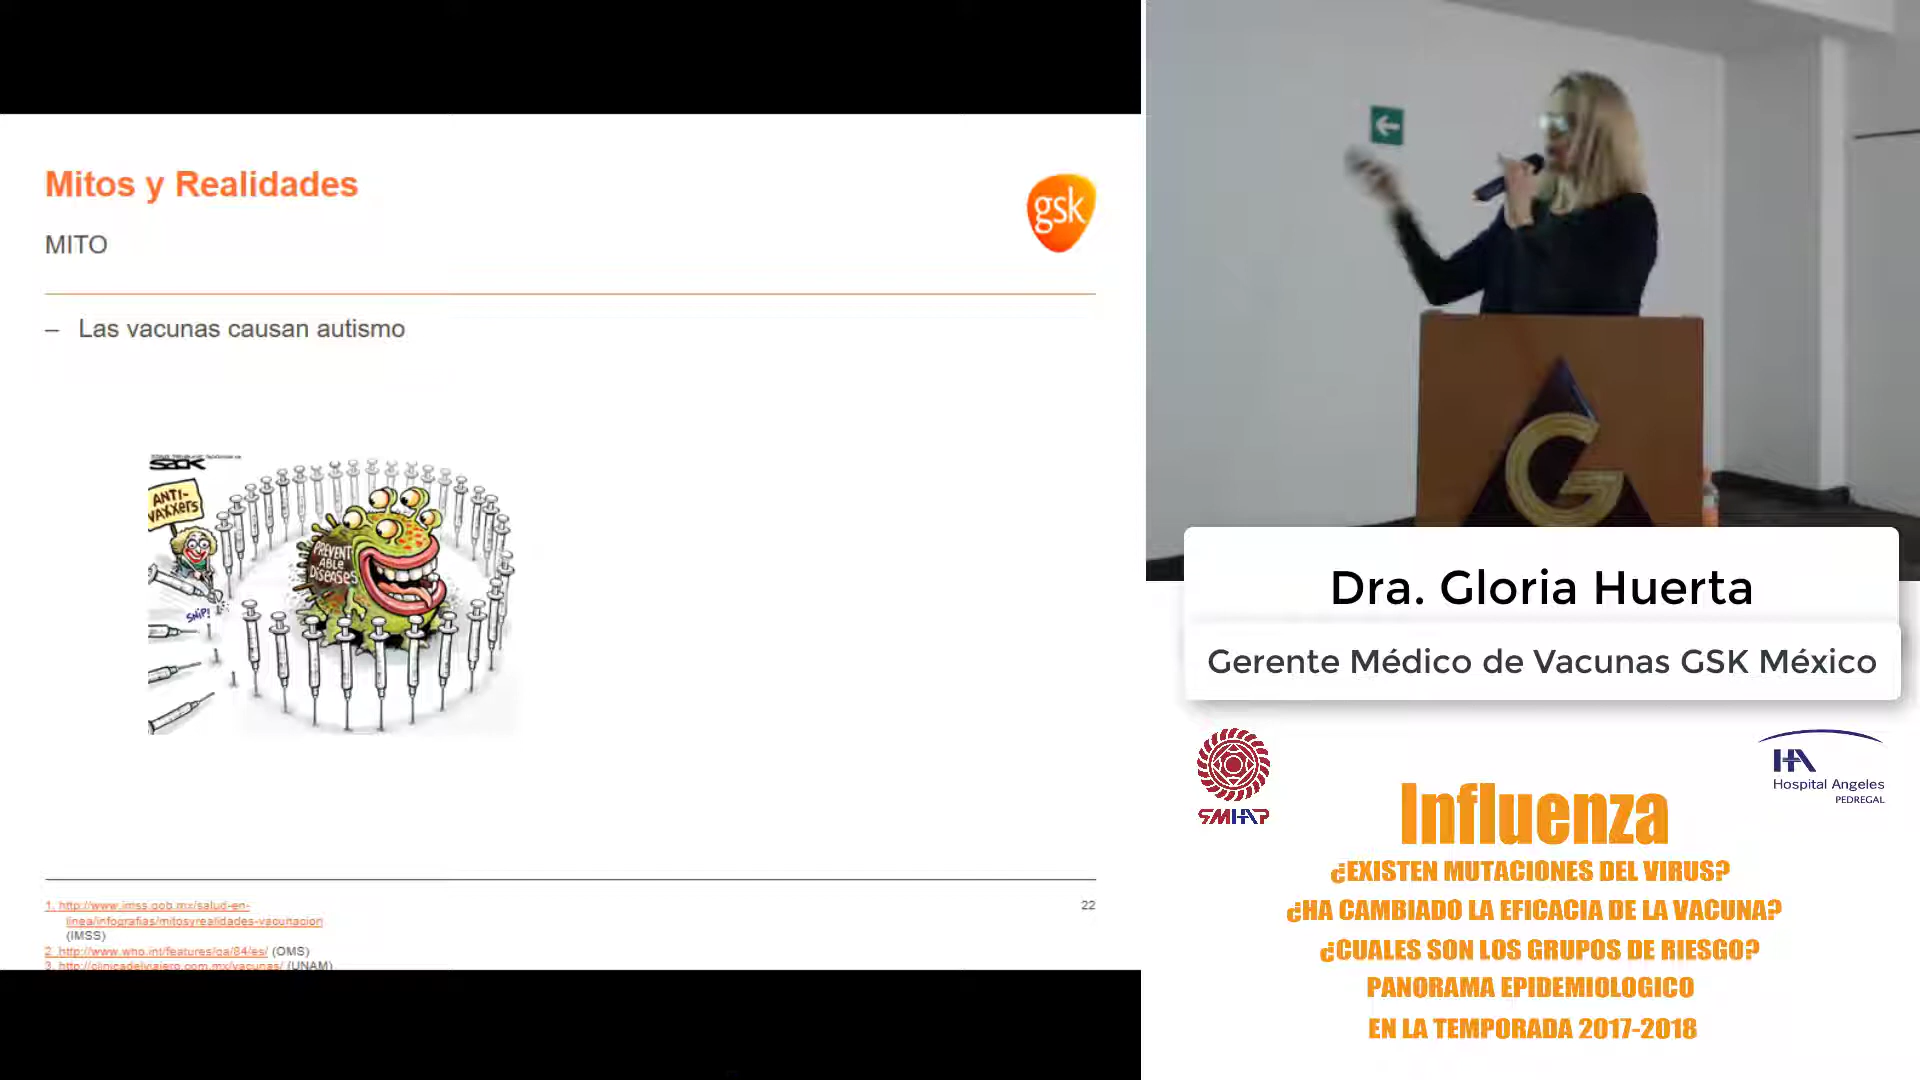 Mitos y Realidades
gsk
MITO
– Las vacunas causan autismo
SACK
ANTI-
VAXXERS
PREVENT
ABLE
DISEASES
SNIP!
1. http://www.imss.gob.mx/salud-en-
linea/infografias/mitosyrealidades-vacunacion
(IMSS)
2. http://www.who.int/features/qa/84/es/ (OMS)
3. http://clinicadelviajero.com.mx/vacunas/ (UNAM)
22
G
Dra. Gloria Huerta
Gerente Médico de Vacunas GSK México
SMHAP
HA
Hospital Angeles
PEDREGAL
Influenza
¿EXISTEN MUTACIONES DEL VIRUS?
¿HA CAMBIADO LA EFICACIA DE LA VACUNA?
¿CUALES SON LOS GRUPOS DE RIESGO?
PANORAMA EPIDEMIOLOGICO
EN LA TEMPORADA 2017-2018